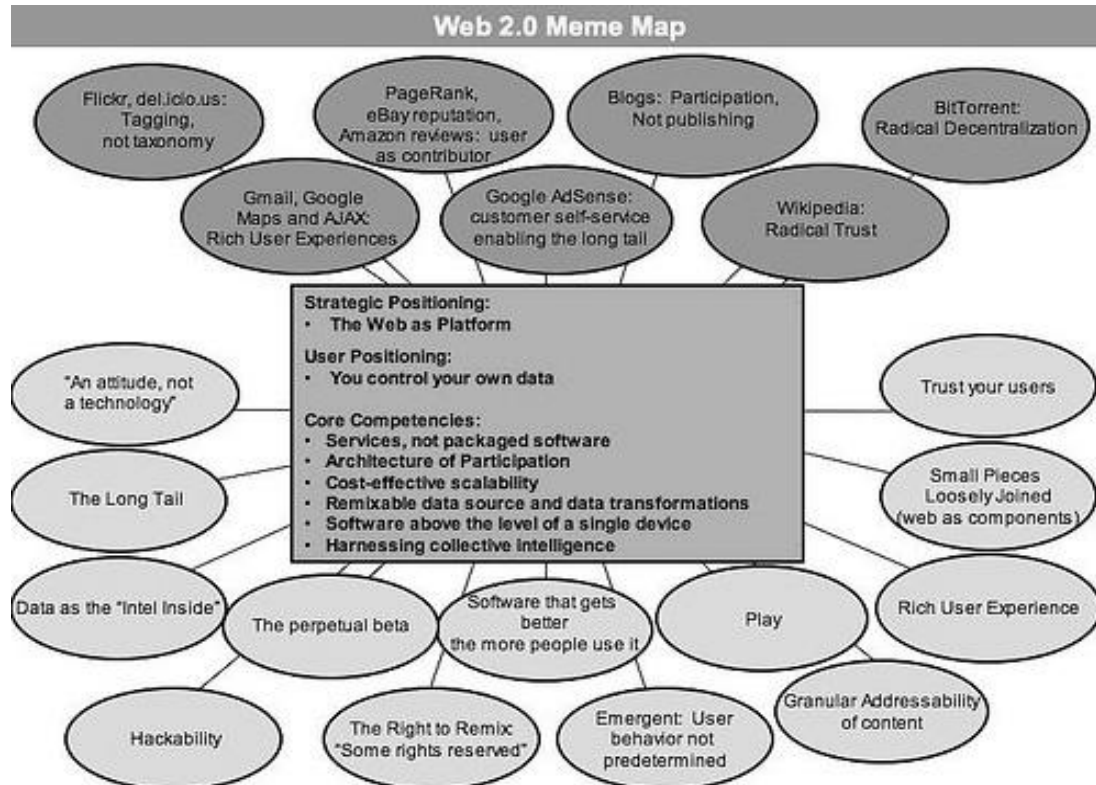 Web 2.0 Meme Map
Flickr, del.icio.us:
Tagging,
not taxonomy
PageRank,
eBay reputation,
Amazon reviews: user
as contributor
Blogs: Participation,
Not publishing
BitTorrent:
Radical Decentralization
Gmail, Google
Maps and AJAX:
Rich User Experiences
Google AdSense:
customer self-service
enabling the long tail
Wikipedia:
Radical Trust
Strategic Positioning:
• The Web as Platform
User Positioning:
• You control your own data
Core Competencies:
• Services, not packaged software
• Architecture of Participation
• Cost-effective scalability
• Remixable data source and data transformations
• Software above the level of a single device
• Harnessing collective intelligence
"An attitude, not
a technology"
Trust your users
The Long Tail
Small Pieces
Loosely Joined
(web as components)
Data as the "Intel Inside"
The perpetual beta
Software that gets
better
the more people use it
Play
Rich User Experience
Hackability
The Right to Remix:
"Some rights reserved"
Emergent: User
behavior not
predetermined
Granular Addressability
of content